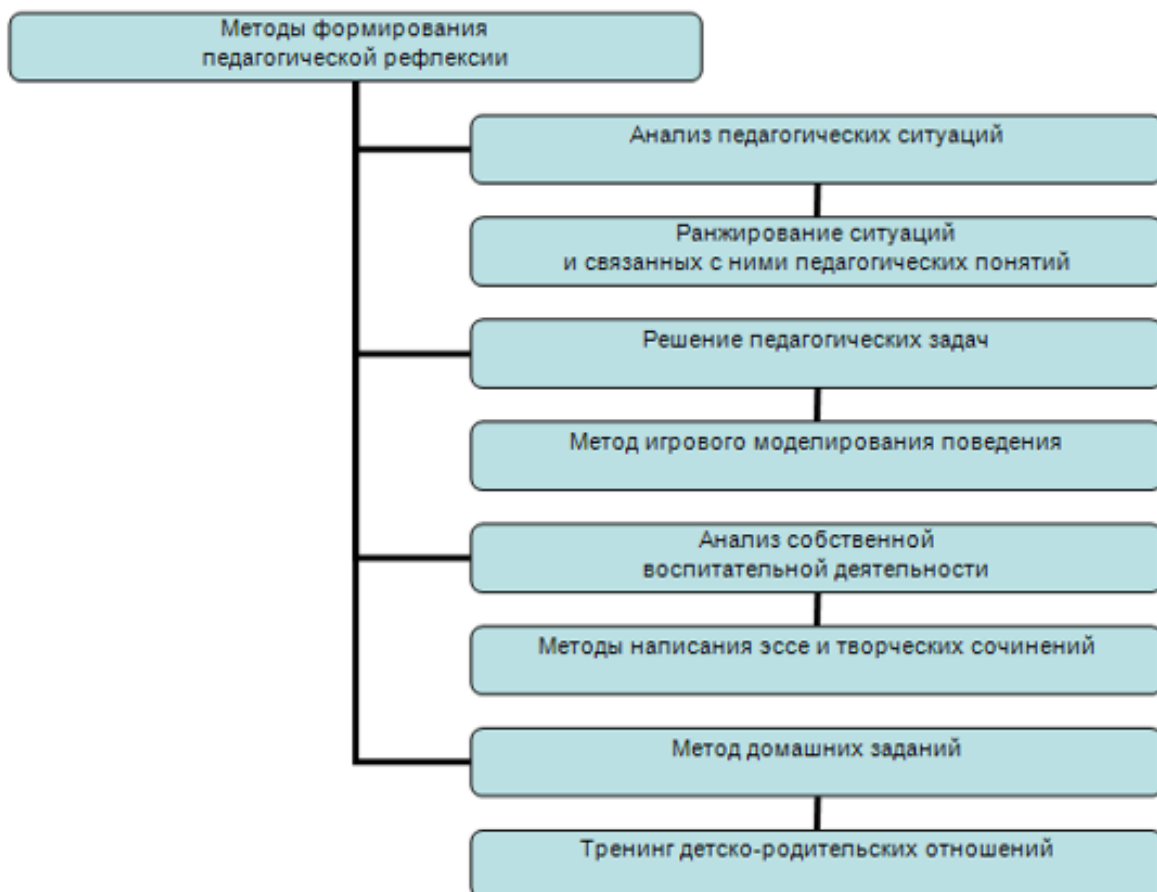 Методы формирования
педагогической рефлексии
Анализ педагогических ситуаций
Ранжирование ситуаций
и связанных с ними педагогических понятий
Решение педагогических задач
Метод игрового моделирования поведения
Анализ собственной
воспитательной деятельности
Методы написания эссе и творческих сочинений
Метод домашних заданий
Тренинг детско-родительских отношений